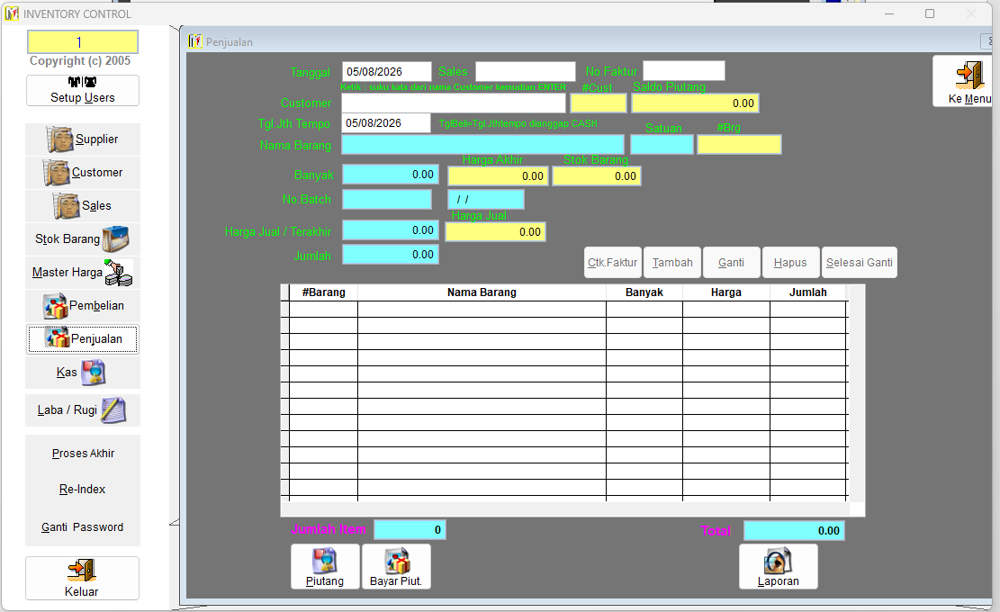 INVENTORY CONTROL
1
Copyright (c) 2005
Setup Users
Supplier
Customer
Sales
Stok Barang
Master Harga
Pembelian
Penjualan
Kas
Laba / Rugi
Proses Akhir
Re-Index
Ganti Password
Keluar
Penjualan
Tanggal 05/08/2026 Sales No.Faktur
Ke Menu
Ketik : suku kata dari nama Customer kemudian ENTER #Cust Saldo Piutang
Customer 0.00
Tgl.Jth Tempo 05/08/2026 TglBeli=Tgl.Jthtempo dianggap CASH
Satuan #Brg
Nama Barang
Harga Akhir Stok Barang
Banyak 0.00 0.00 0.00
No.Batch / /
Harga Jual
Harga Jual / Terakhir 0.00 0.00
Jumlah 0.00
Ctk.Faktur Tambah Ganti Hapus Selesai Ganti
#Barang Nama Barang Banyak Harga Jumlah
Jumlah Item 0 Total 0.00
Piutang Bayar Piut. Laporan